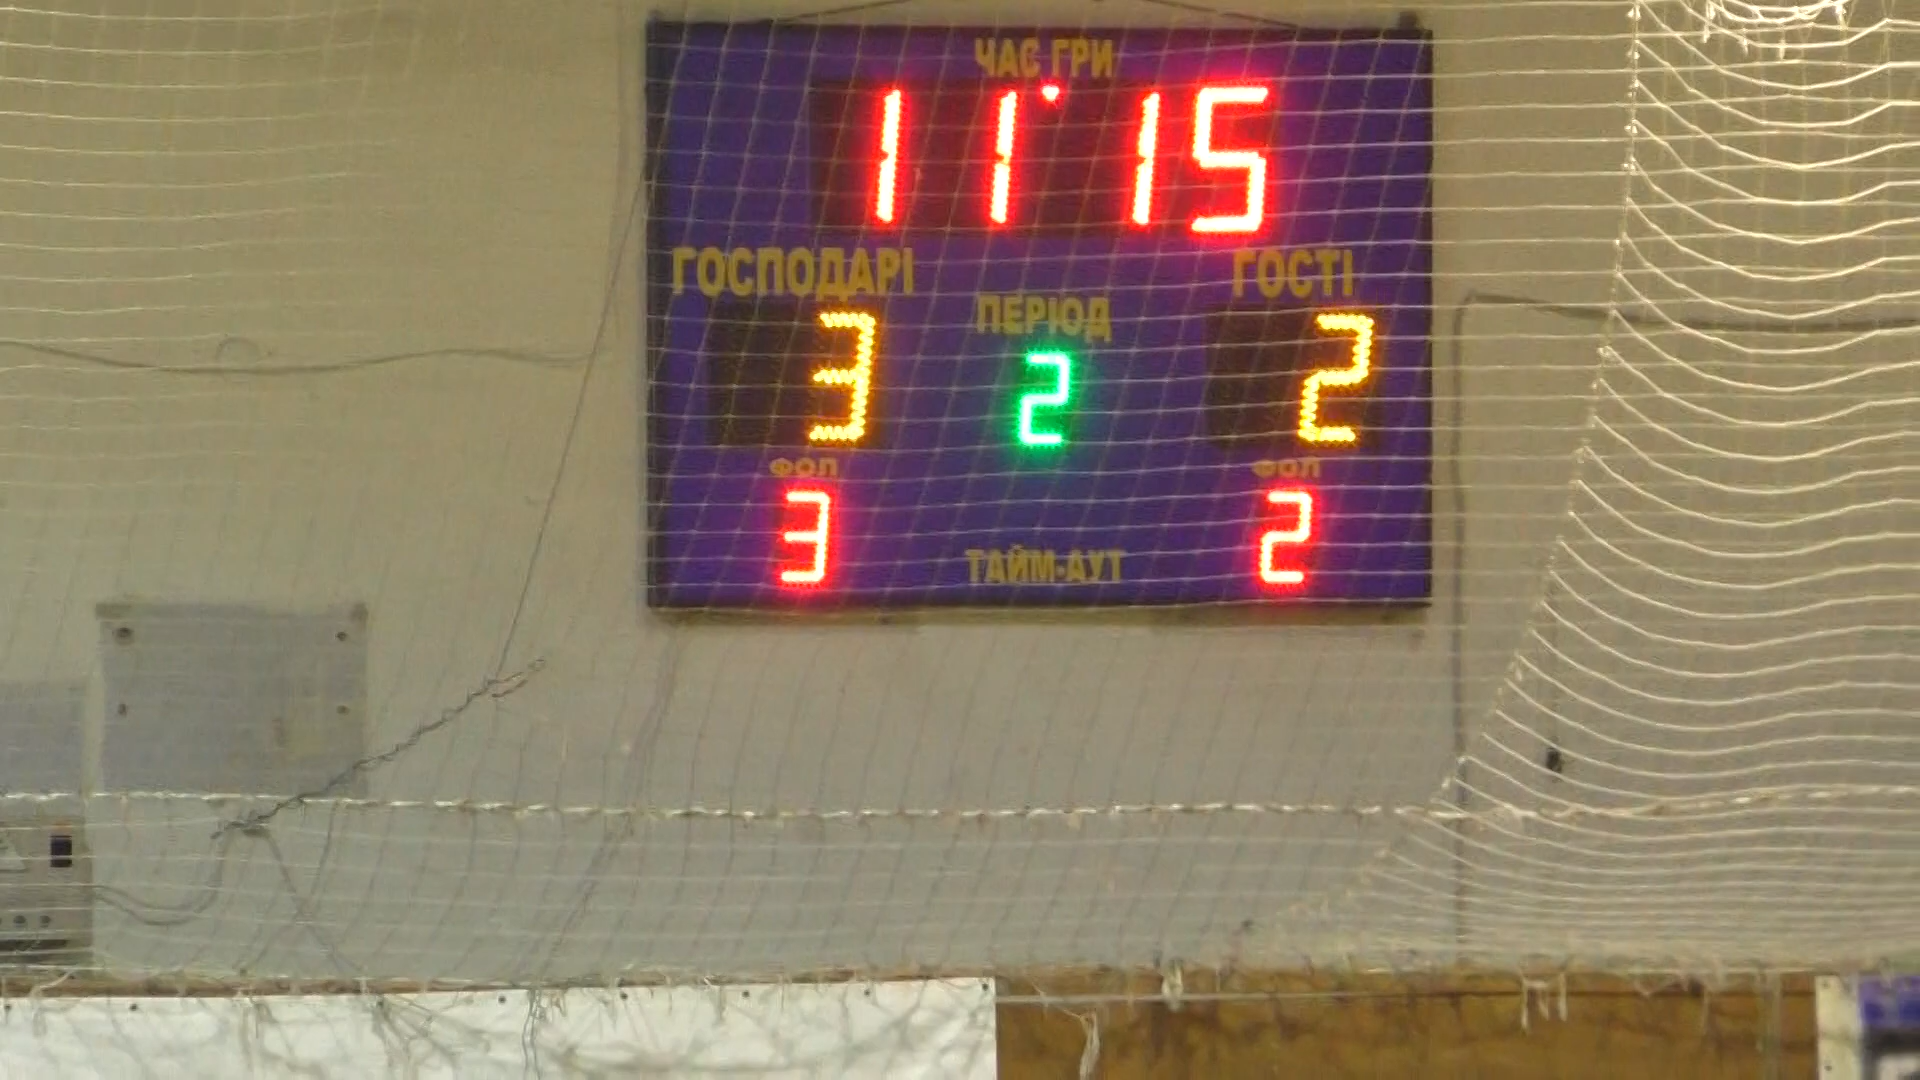 ЧАС ГРИ
11 15
ГОСПОДАРІ ГОСТІ
ПЕРІОД
3 2 2
ФОЛ ФОЛ
3 2
ТАЙМ-АУТ